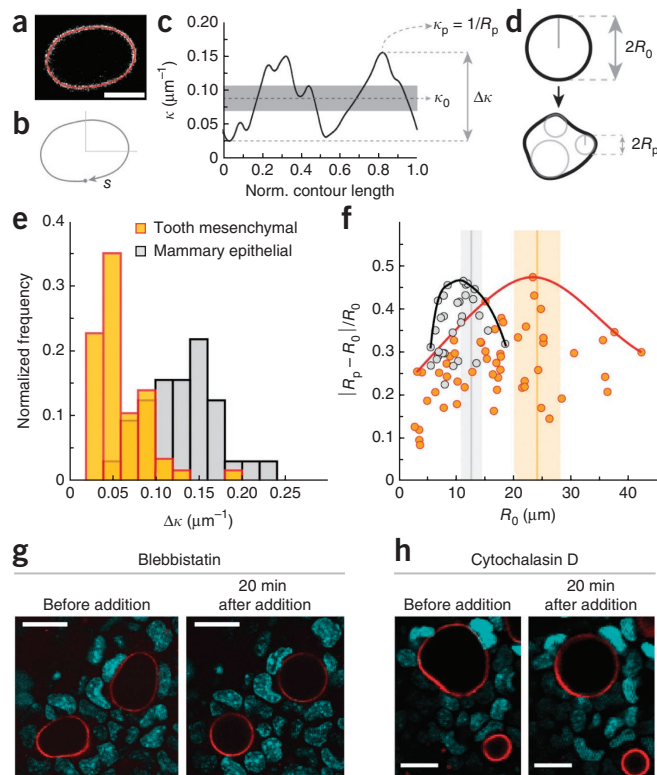 a
b
s
c
κ (μm⁻¹)
0.20
0.15
0.10
0.05
0
0
0.2
0.4
0.6
0.8
1.0
Norm. contour length
κp = 1/Rp
κ0
Δκ
d
2R0
2Rp
e
Normalized frequency
0.4
0.3
0.2
0.1
0
0
0.05
0.15
0.25
Δκ (μm⁻¹)
Tooth mesenchymal
Mammary epithelial
f
|Rp − R0|/R0
0.5
0.4
0.3
0.2
0.1
0
10
20
30
40
R0 (μm)
g
Blebbistatin
Before addition
20 min
after addition
h
Cytochalasin D
Before addition
20 min
after addition